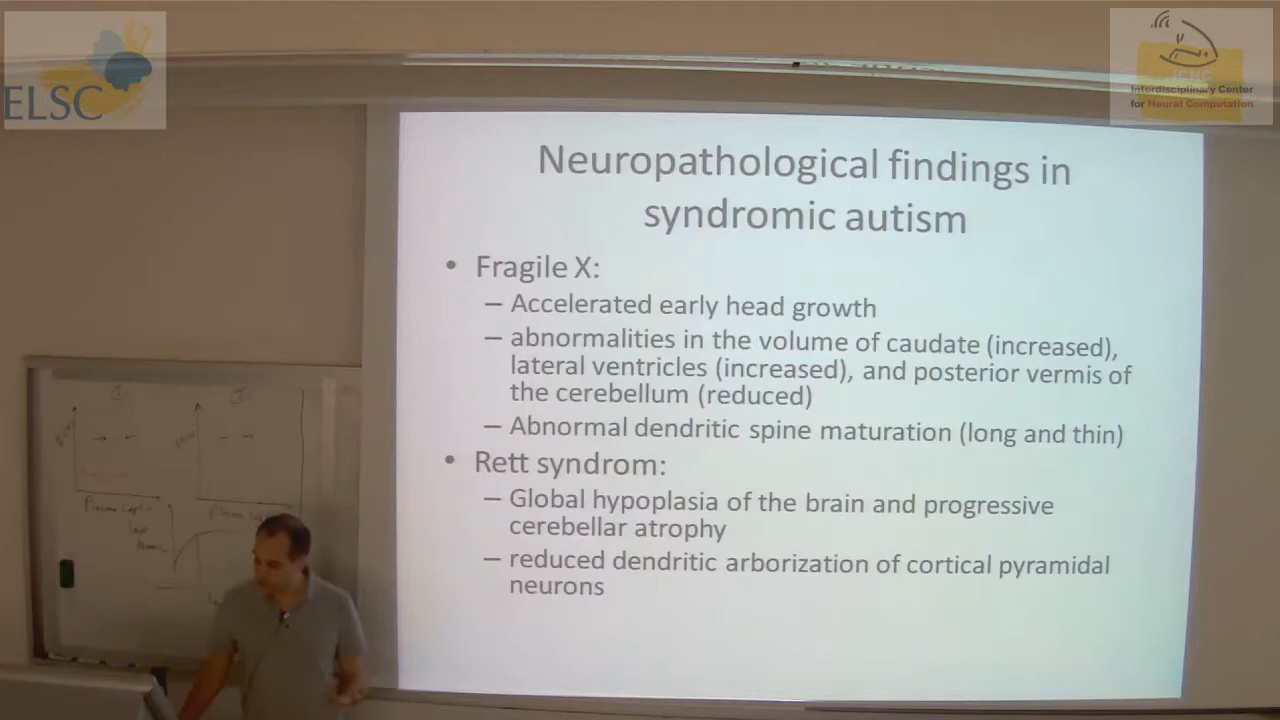 ELSC
Interdisciplinary Center
for Neural Computation
Neuropathological findings in
syndromic autism
• Fragile X:
– Accelerated early head growth
– abnormalities in the volume of caudate (increased),
lateral ventricles (increased), and posterior vermis of
the cerebellum (reduced)
– Abnormal dendritic spine maturation (long and thin)
• Rett syndrom:
– Global hypoplasia of the brain and progressive
cerebellar atrophy
– reduced dendritic arborization of cortical pyramidal
neurons
Plasma